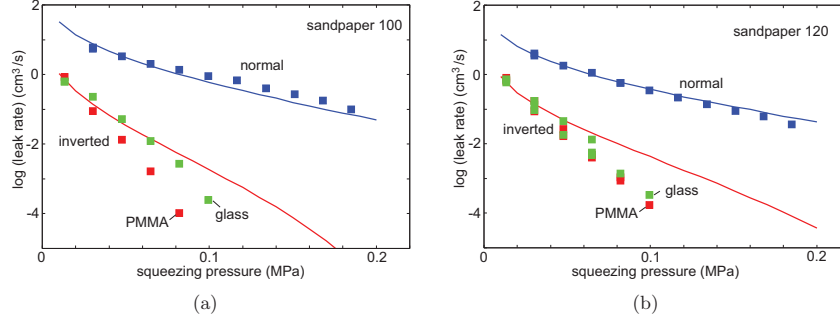 sandpaper 100
2
0
-2
-4
log (leak rate) (cm³/s)
normal
inverted
PMMA
glass
0
0.1
0.2
squeezing pressure (MPa)
(a)
sandpaper 120
2
0
-2
-4
log (leak rate) (cm³/s)
normal
inverted
glass
PMMA
0
0.1
0.2
squeezing pressure (MPa)
(b)